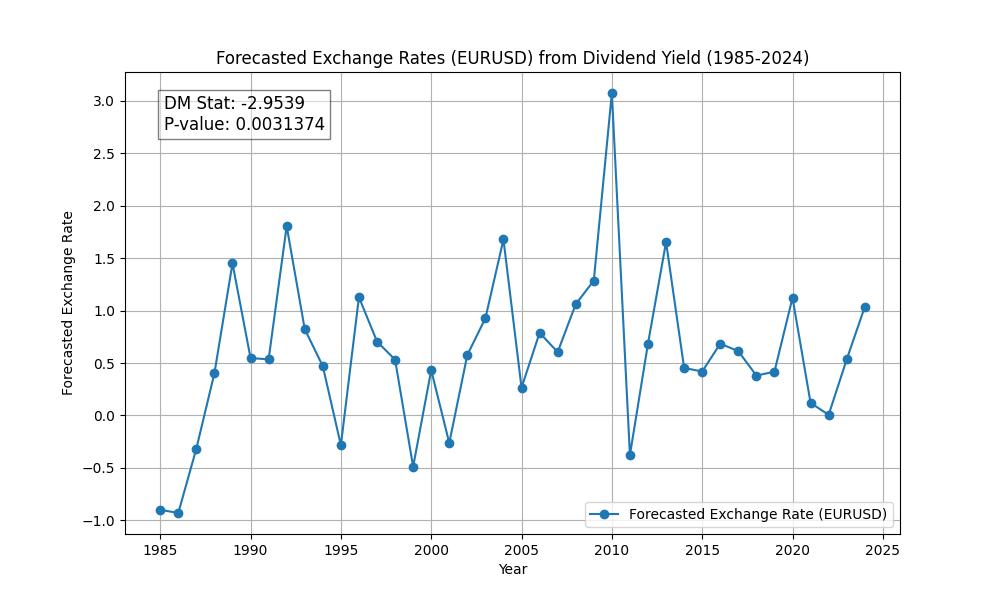 Forecasted Exchange Rates (EURUSD) from Dividend Yield (1985-2024)
DM Stat: -2.9539
P-value: 0.0031374
Forecasted Exchange Rate
3.0
2.5
2.0
1.5
1.0
0.5
0.0
−0.5
−1.0
Forecasted Exchange Rate (EURUSD)
1985 1990 1995 2000 2005 2010 2015 2020 2025
Year